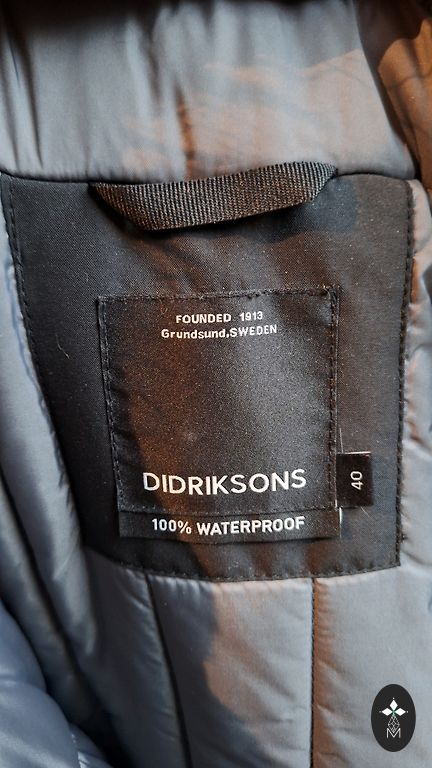 FOUNDED 1913
Grundsund,SWEDEN
DIDRIKSONS
40
100% WATERPROOF